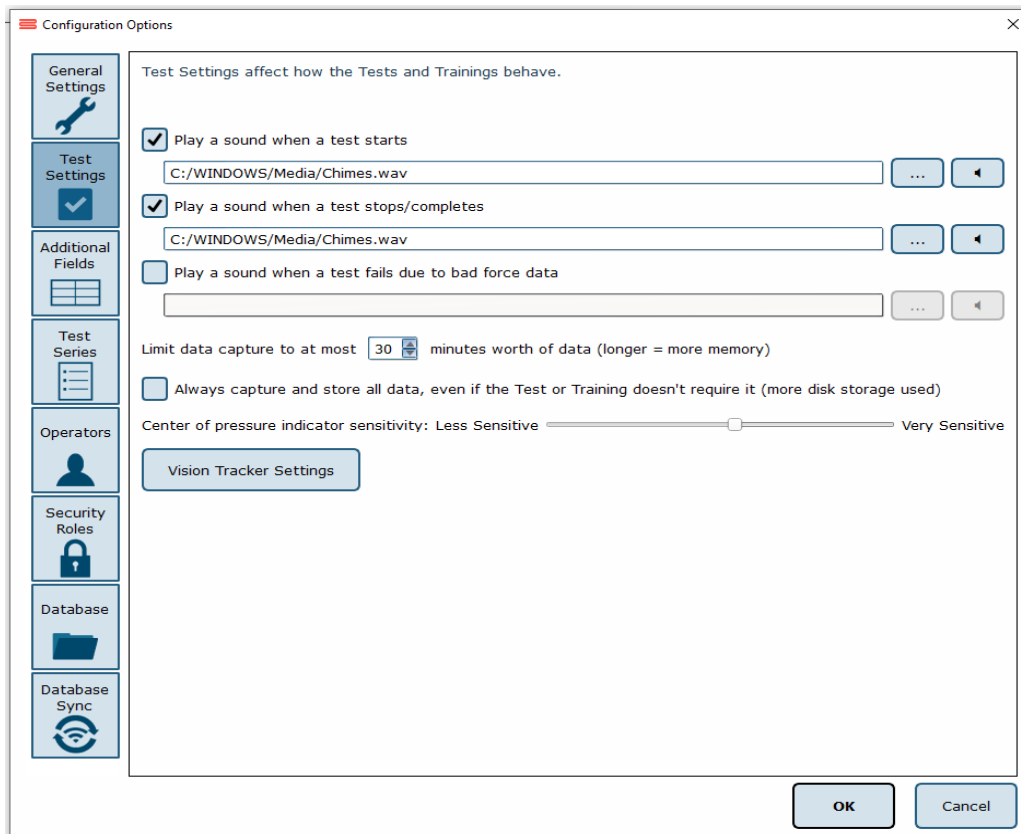 Configuration Options
General
Settings
Test
Settings
Additional
Fields
Test
Series
Operators
Security
Roles
Database
Database
Sync
Test Settings affect how the Tests and Trainings behave.
Play a sound when a test starts
C:/WINDOWS/Media/Chimes.wav
...
Play a sound when a test stops/completes
C:/WINDOWS/Media/Chimes.wav
...
Play a sound when a test fails due to bad force data
...
Limit data capture to at most 30 minutes worth of data (longer = more memory)
Always capture and store all data, even if the Test or Training doesn't require it (more disk storage used)
Center of pressure indicator sensitivity: Less Sensitive Very Sensitive
Vision Tracker Settings
OK Cancel